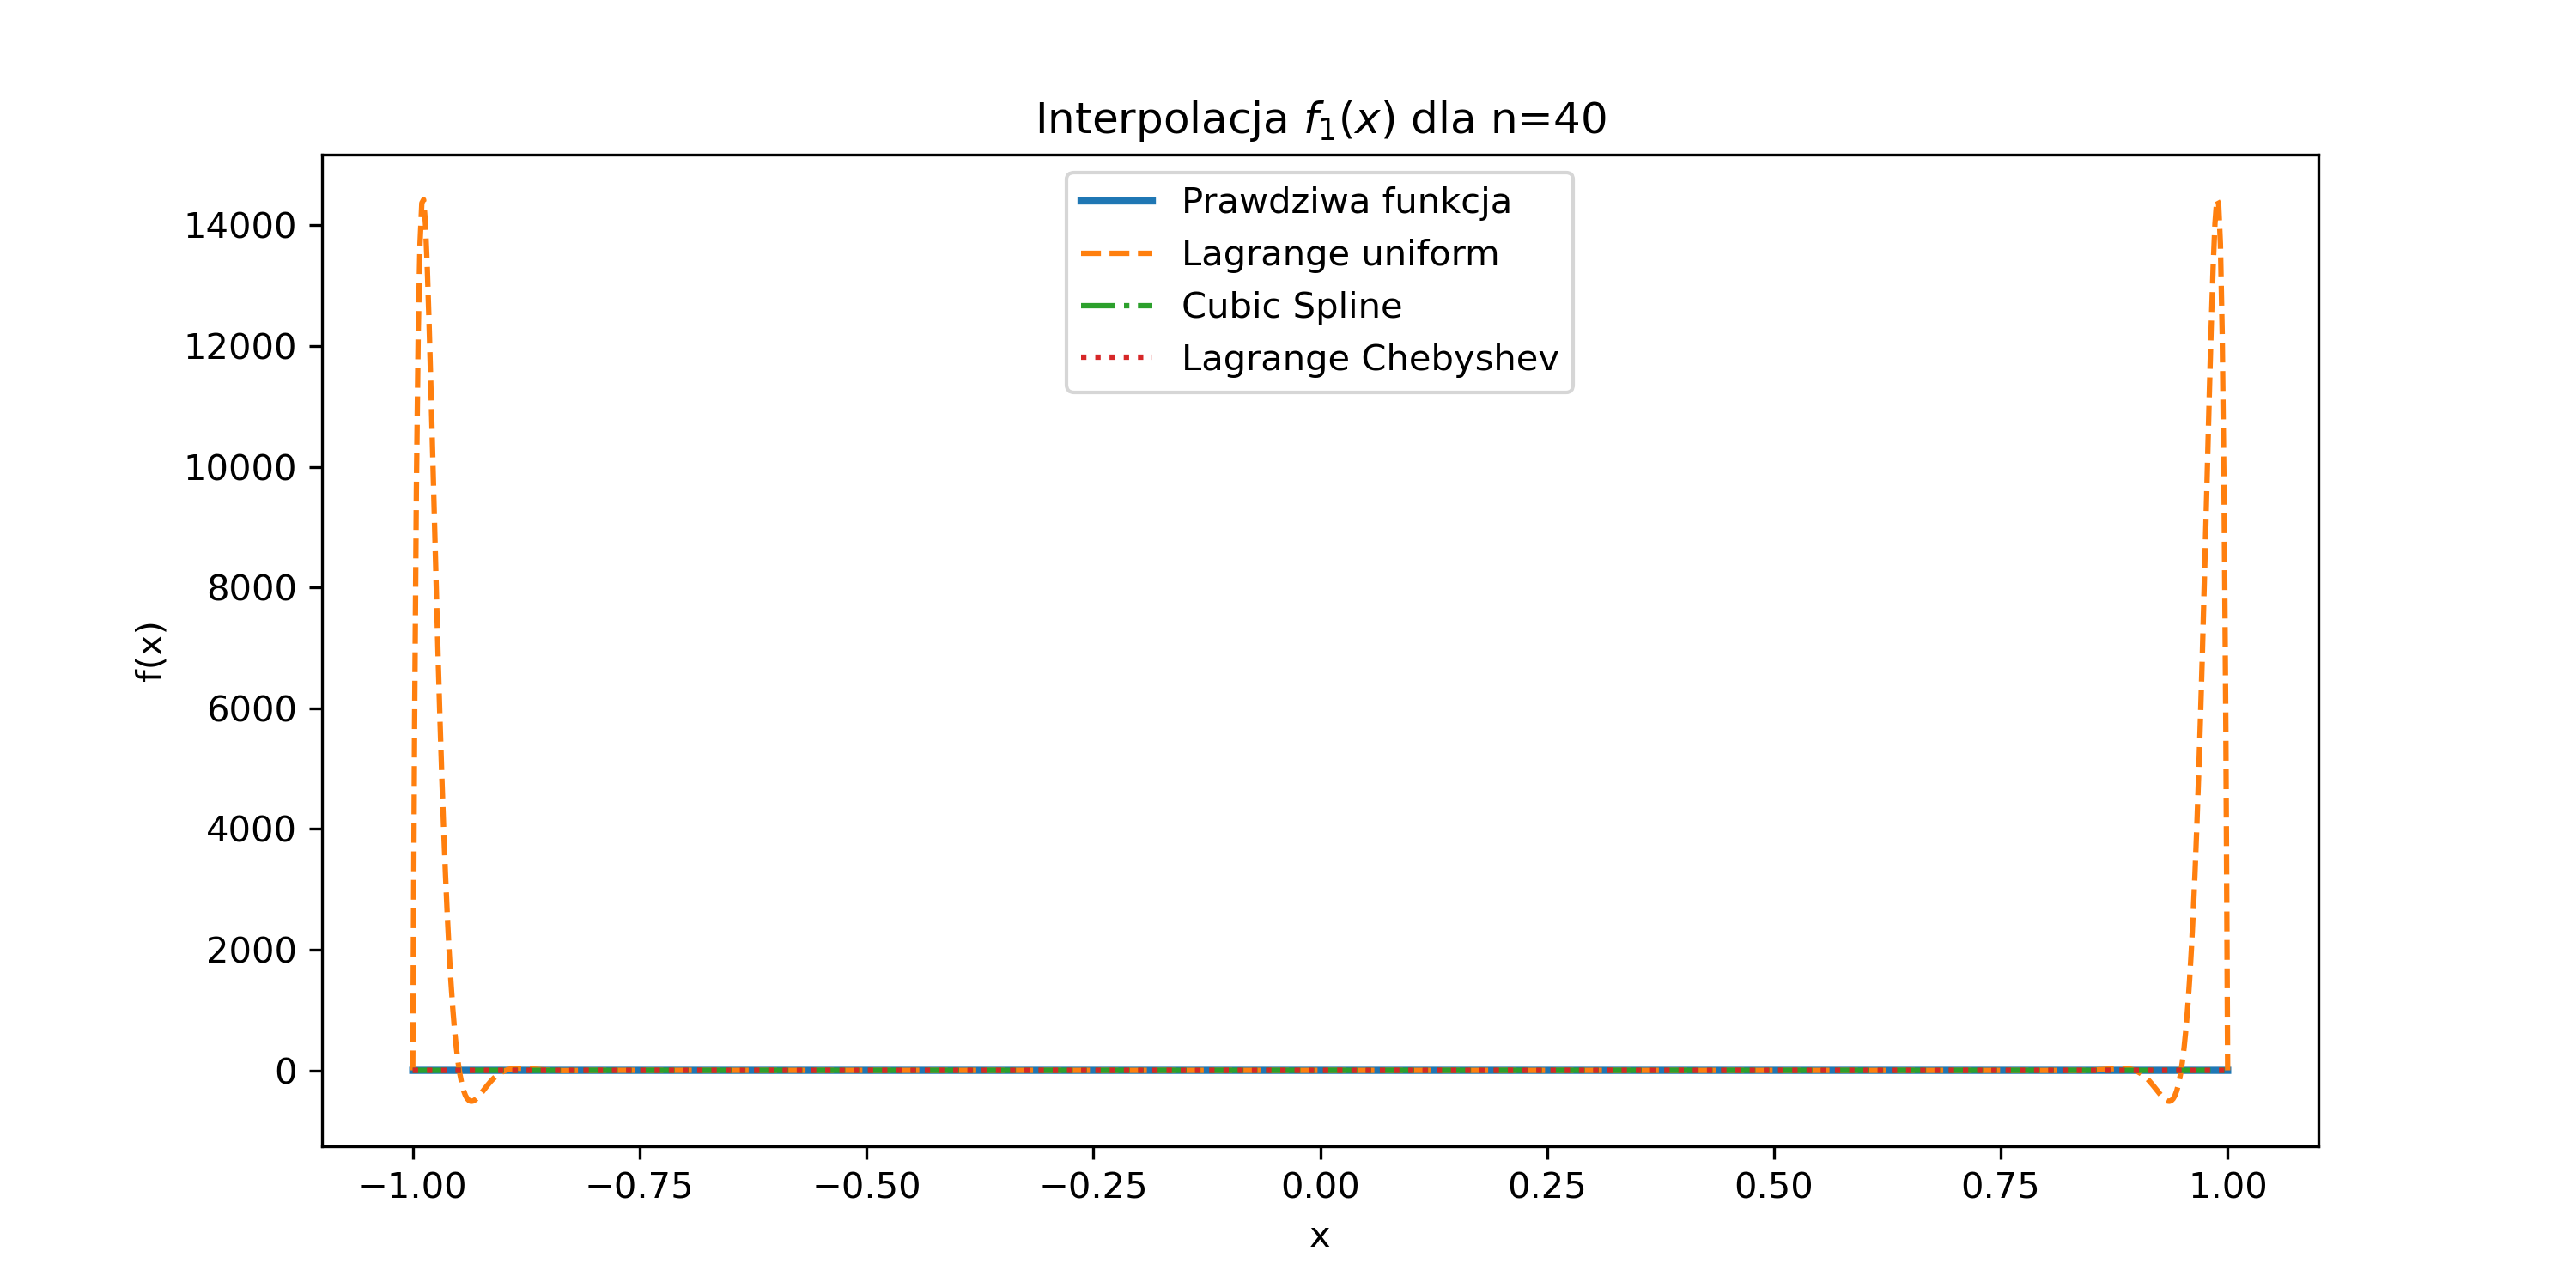 Interpolacja f₁(x) dla n=40
Prawdziwa funkcja
Lagrange uniform
Cubic Spline
Lagrange Chebyshev
14000
12000
10000
8000
6000
4000
2000
0
f(x)
−1.00 −0.75 −0.50 −0.25 0.00 0.25 0.50 0.75 1.00
x